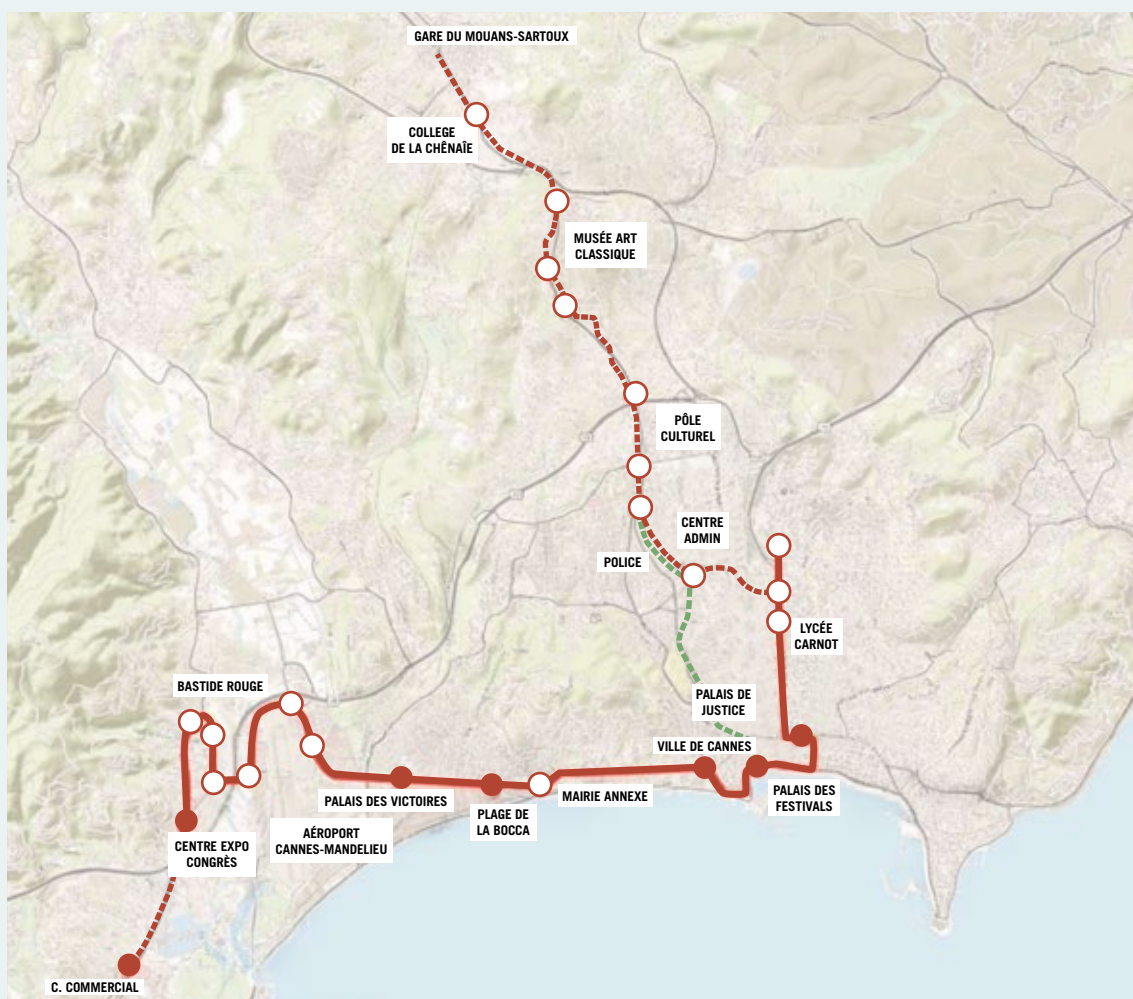 GARE DU MOUANS-SARTOUX
COLLEGE
DE LA CHÊNAÎE
MUSÉE ART
CLASSIQUE
PÔLE
CULTUREL
CENTRE
ADMIN
POLICE
LYCÉE
CARNOT
BASTIDE ROUGE
PALAIS DE
JUSTICE
VILLE DE CANNES
PALAIS DES
FESTIVALS
MAIRIE ANNEXE
PALAIS DES VICTOIRES
PLAGE DE
LA BOCCA
AÉROPORT
CANNES-MANDELIEU
CENTRE EXPO
CONGRÈS
C. COMMERCIAL